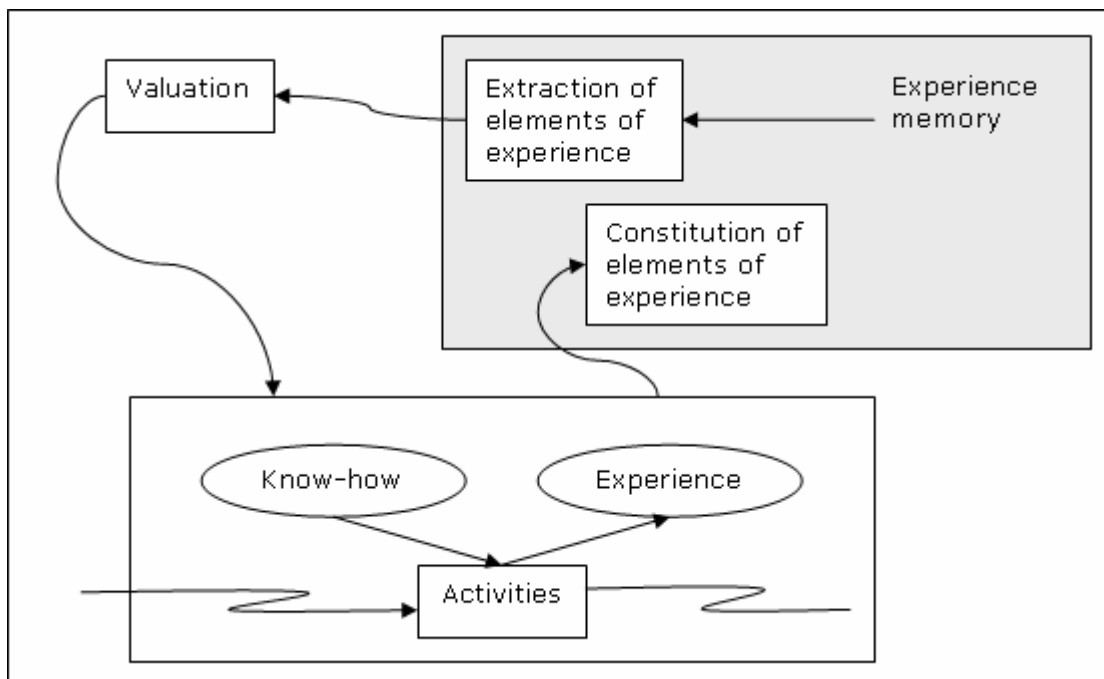 Valuation
Extraction of
elements of
experience
Experience
memory
Constitution of
elements of
experience
Know-how
Experience
Activities